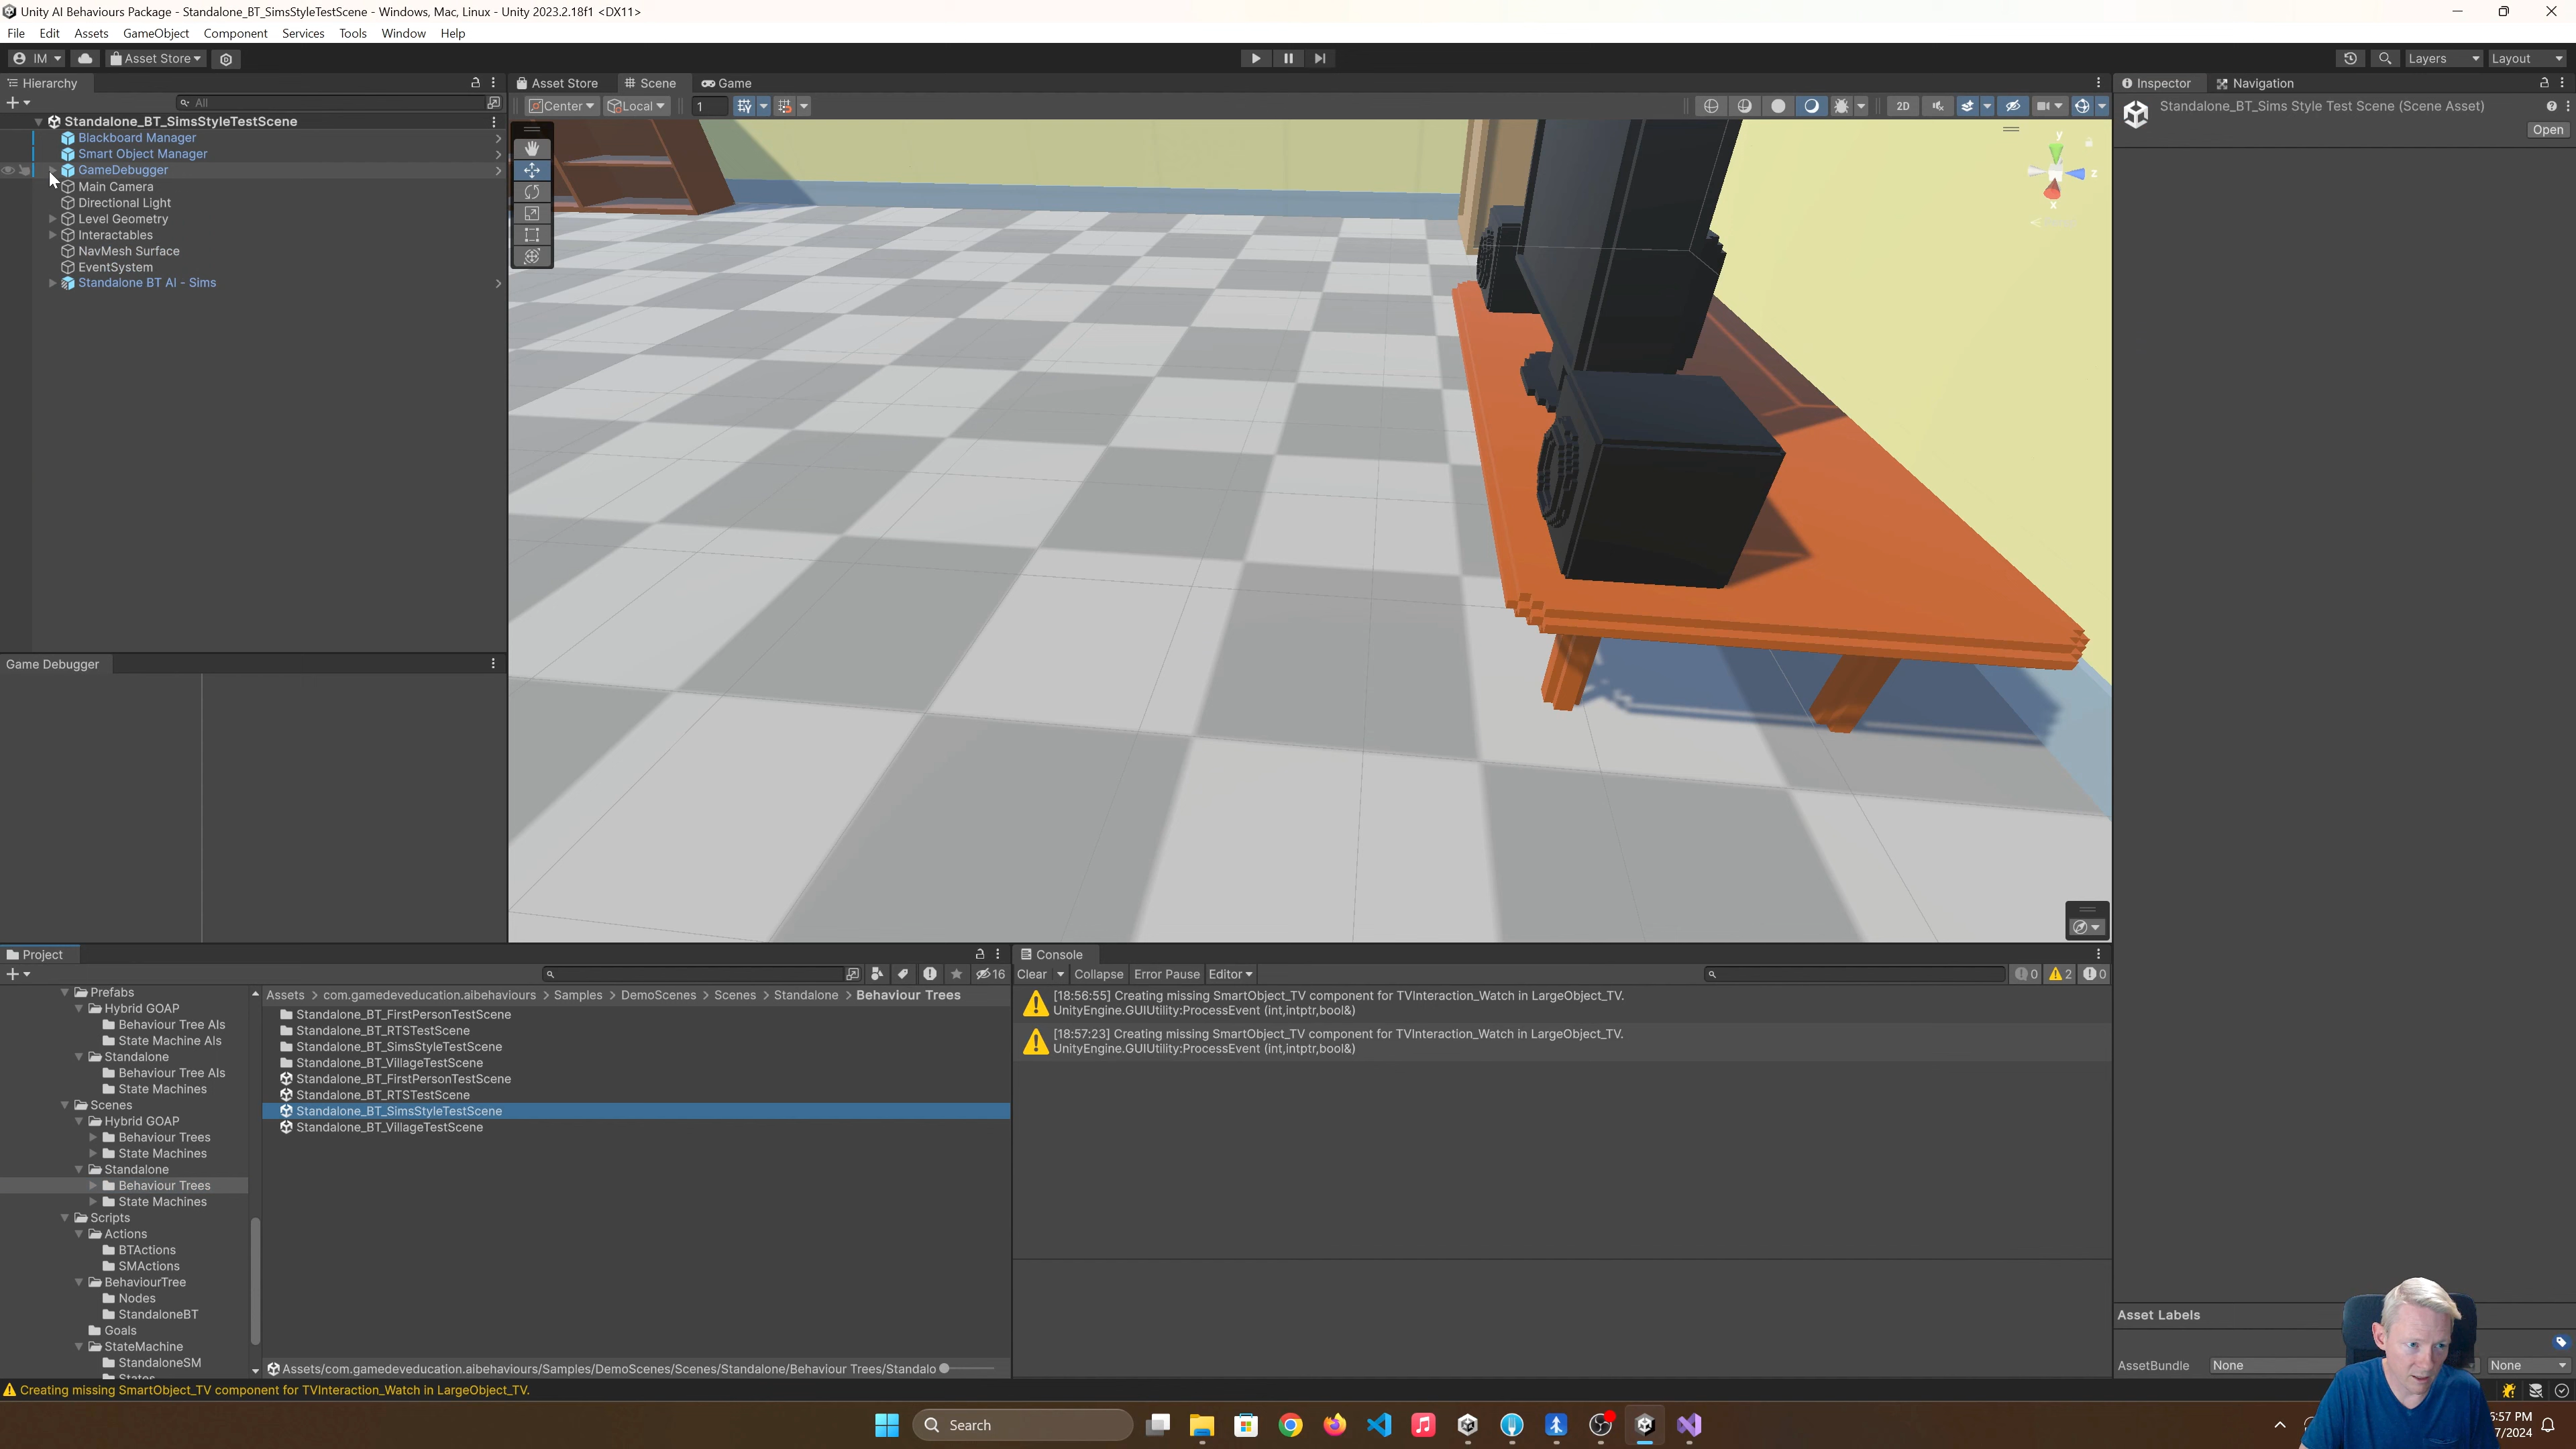 Unity AI Behaviours Package - Standalone_BT_SimsStyleTestScene - Windows, Mac, Linux - Unity 2023.2.18f1 <DX11>
File Edit Assets GameObject Component Services Tools Window Help
IM Asset Store Layers Layout
Hierarchy
All
Standalone_BT_SimsStyleTestScene
Blackboard Manager
Smart Object Manager
GameDebugger
Main Camera
Directional Light
Level Geometry
Interactables
NavMesh Surface
EventSystem
Standalone BT AI - Sims
Game Debugger
Asset Store Scene Game
Center Local 1 2D
y
z
x
Inspector Navigation
Standalone_BT_Sims Style Test Scene (Scene Asset)
Open
Project
16
Prefabs
Hybrid GOAP
Behaviour Tree AIs
State Machine AIs
Standalone
Behaviour Tree AIs
State Machines
Scenes
Hybrid GOAP
Behaviour Trees
State Machines
Standalone
Behaviour Trees
State Machines
Scripts
Actions
BTActions
SMActions
BehaviourTree
Nodes
StandaloneBT
Goals
StateMachine
StandaloneSM
States
Assets > com.gamedeveducation.aibehaviours > Samples > DemoScenes > Scenes > Standalone > Behaviour Trees
Standalone_BT_FirstPersonTestScene
Standalone_BT_RTSTestScene
Standalone_BT_SimsStyleTestScene
Standalone_BT_VillageTestScene
Standalone_BT_FirstPersonTestScene
Standalone_BT_RTSTestScene
Standalone_BT_SimsStyleTestScene
Standalone_BT_VillageTestScene
Assets/com.gamedeveducation.aibehaviours/Samples/DemoScenes/Scenes/Standalone/Behaviour Trees/Standalo
Console
Clear Collapse Error Pause Editor 0 2 0
[18:56:55] Creating missing SmartObject_TV component for TVInteraction_Watch in LargeObject_TV.
UnityEngine.GUIUtility:ProcessEvent (int,intptr,bool&)
[18:57:23] Creating missing SmartObject_TV component for TVInteraction_Watch in LargeObject_TV.
UnityEngine.GUIUtility:ProcessEvent (int,intptr,bool&)
Asset Labels
AssetBundle None None
Creating missing SmartObject_TV component for TVInteraction_Watch in LargeObject_TV.
Search
:57 PM
7/2024